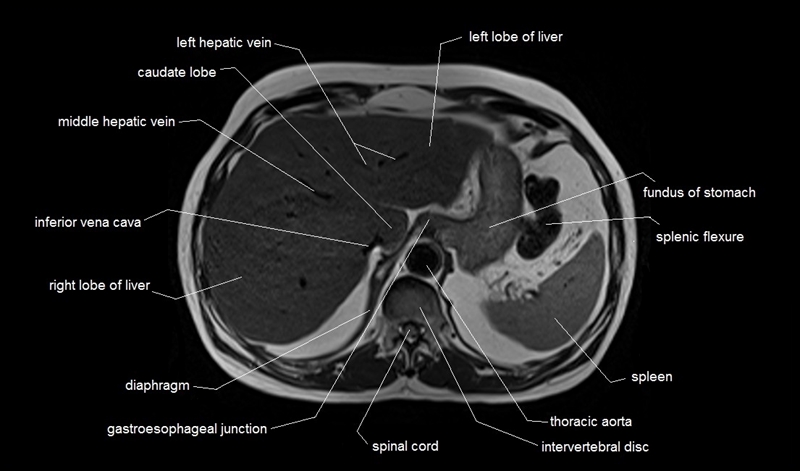 left hepatic vein
left lobe of liver
caudate lobe
middle hepatic vein
fundus of stomach
inferior vena cava
splenic flexure
right lobe of liver
diaphragm
spleen
gastroesophageal junction
thoracic aorta
spinal cord
intervertebral disc